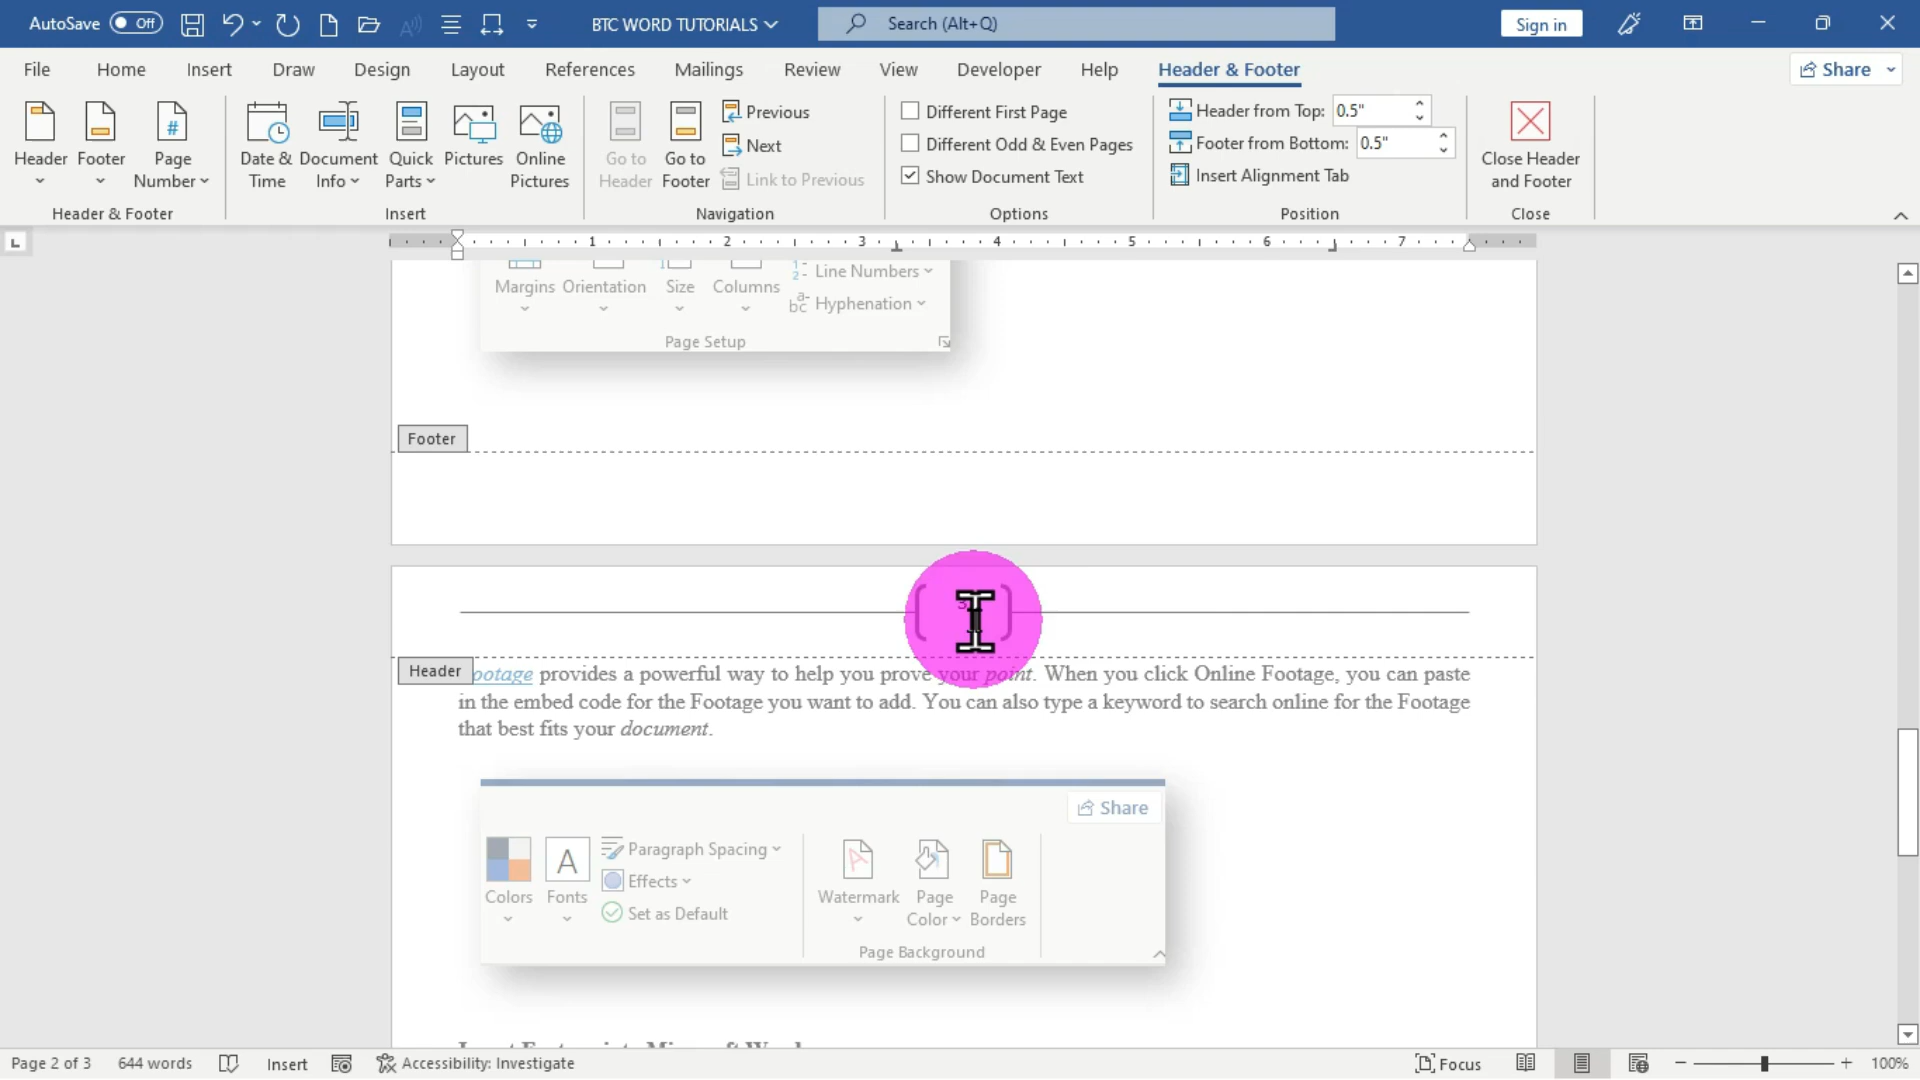 AutoSave Off BTC WORD TUTORIALS Search (Alt+Q) Sign in
File Home Insert Draw Design Layout References Mailings Review View Developer Help Header & Footer Share
Header Footer Page Number
Header & Footer
Date & Time Document Info Quick Parts Pictures Online Pictures
Insert
Go to Header Go to Footer Previous Next Link to Previous
Navigation
Different First Page
Different Odd & Even Pages
Show Document Text
Options
Header from Top: 0.5"
Footer from Bottom: 0.5"
Insert Alignment Tab
Position
Close Header and Footer
Close
1 2 3 4 5 6 7
Margins Orientation Size Columns Line Numbers
Hyphenation
Page Setup
Footer
Header
ootage provides a powerful way to help you prove your point. When you click Online Footage, you can paste
in the embed code for the Footage you want to add. You can also type a keyword to search online for the Footage
that best fits your document.
Share
Colors Fonts Paragraph Spacing
Effects
Set as Default
Watermark Page Color Page Borders
Page Background
Page 2 of 3 644 words Insert Accessibility: Investigate Focus 100%